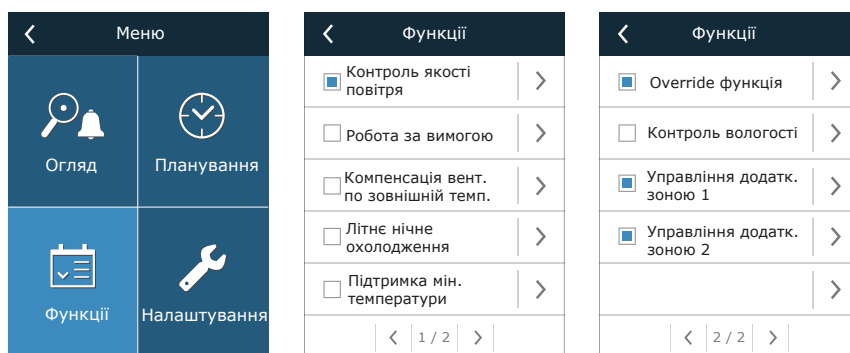 Меню
Огляд
Планування
Функції
Налаштування
Функції
Контроль якості
повітря
Робота за вимогою
Компенсація вент.
по зовнішній темп.
Літнє нічне
охолодження
Підтримка мін.
температури
1 / 2
Функції
Override функція
Контроль вологості
Управління додатк.
зоною 1
Управління додатк.
зоною 2
2 / 2